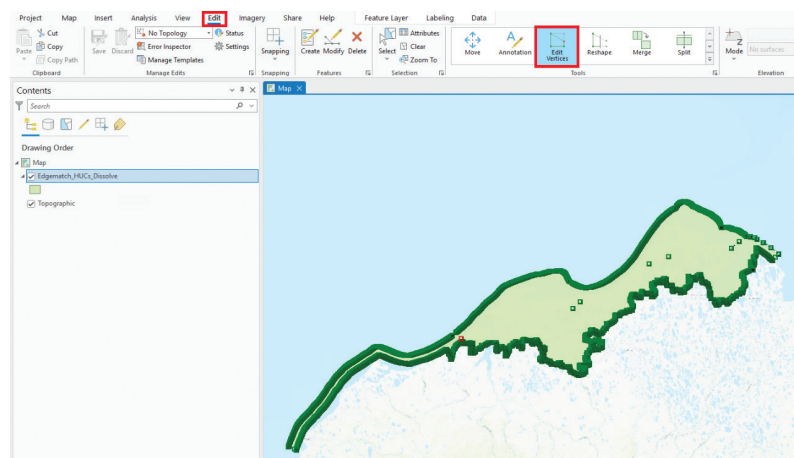 Project Map Insert Analysis View Edit Imagery Share Help Feature Layer Labeling Data
Cut No Topology Status Attributes
Paste Copy Save Discard Error Inspector Settings Snapping Create Modify Delete Select Clear Move Annotation Edit Vertices Reshape Merge Split Mode No surfaces
Copy Path Manage Templates Zoom To
Clipboard Manage Edits Snapping Features Selection Tools Elevation
Contents
Map
Search
Drawing Order
Map
Edgematch_HUCs_Dissolve
Topographic